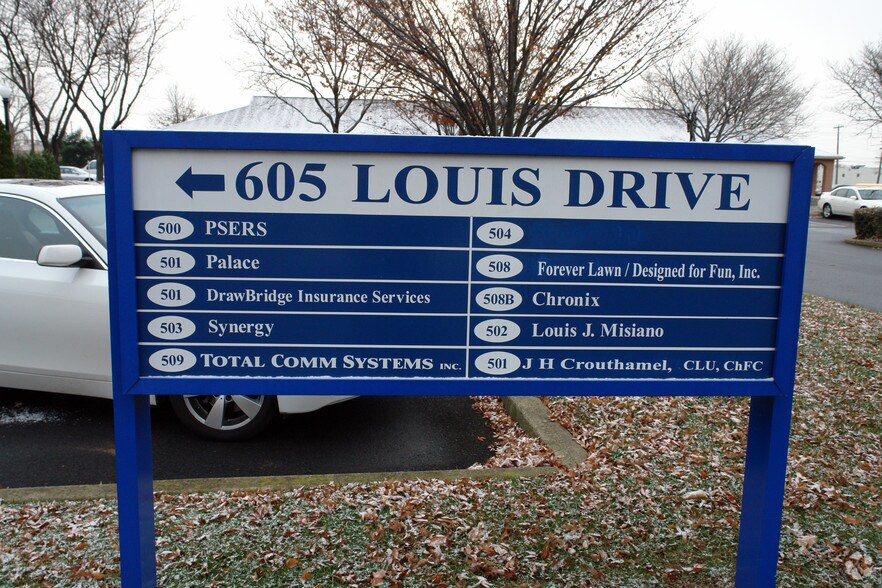 605 LOUIS DRIVE
500 PSERS
501 Palace
501 DrawBridge Insurance Services
503 Synergy
509 TOTAL COMM SYSTEMS INC.
504
508 Forever Lawn / Designed for Fun, Inc.
508B Chronix
502 Louis J. Misiano
501 J H Crouthamel, CLU, ChFC